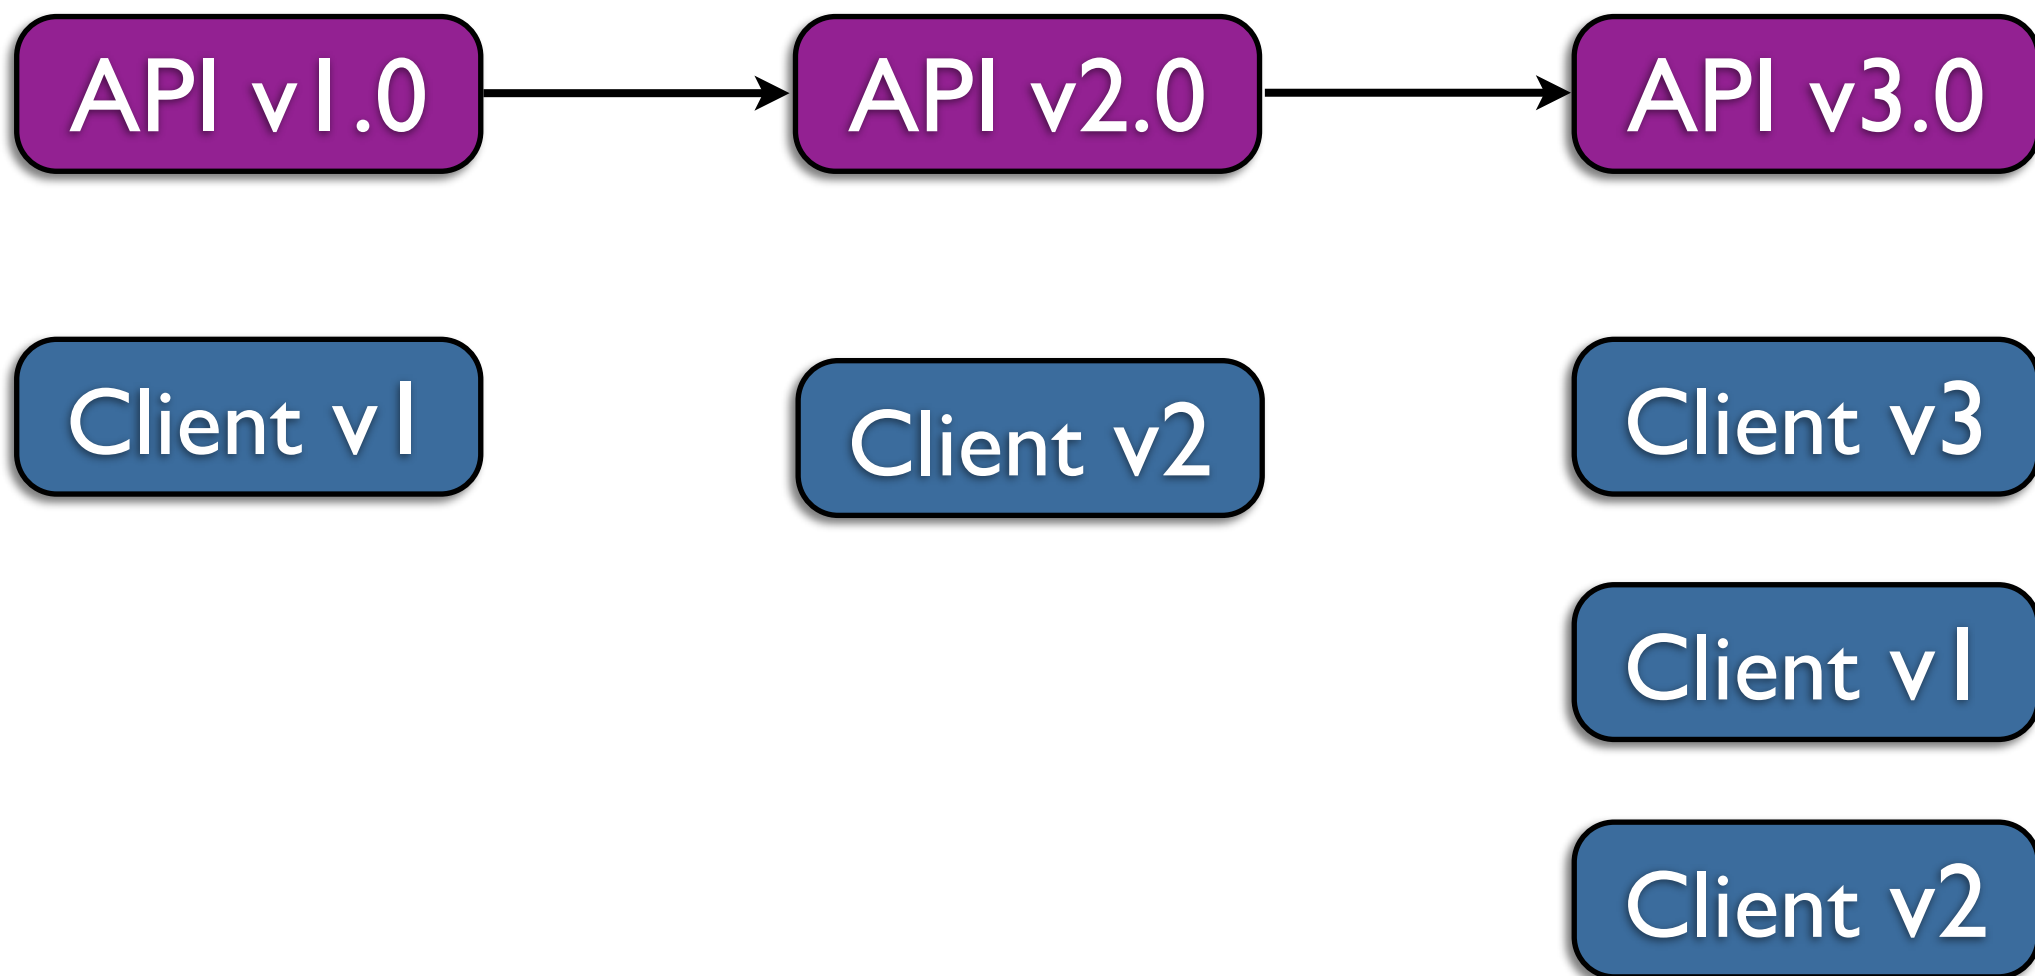 API v1.0
API v2.0
API v3.0
Client v1
Client v2
Client v3
Client v1
Client v2